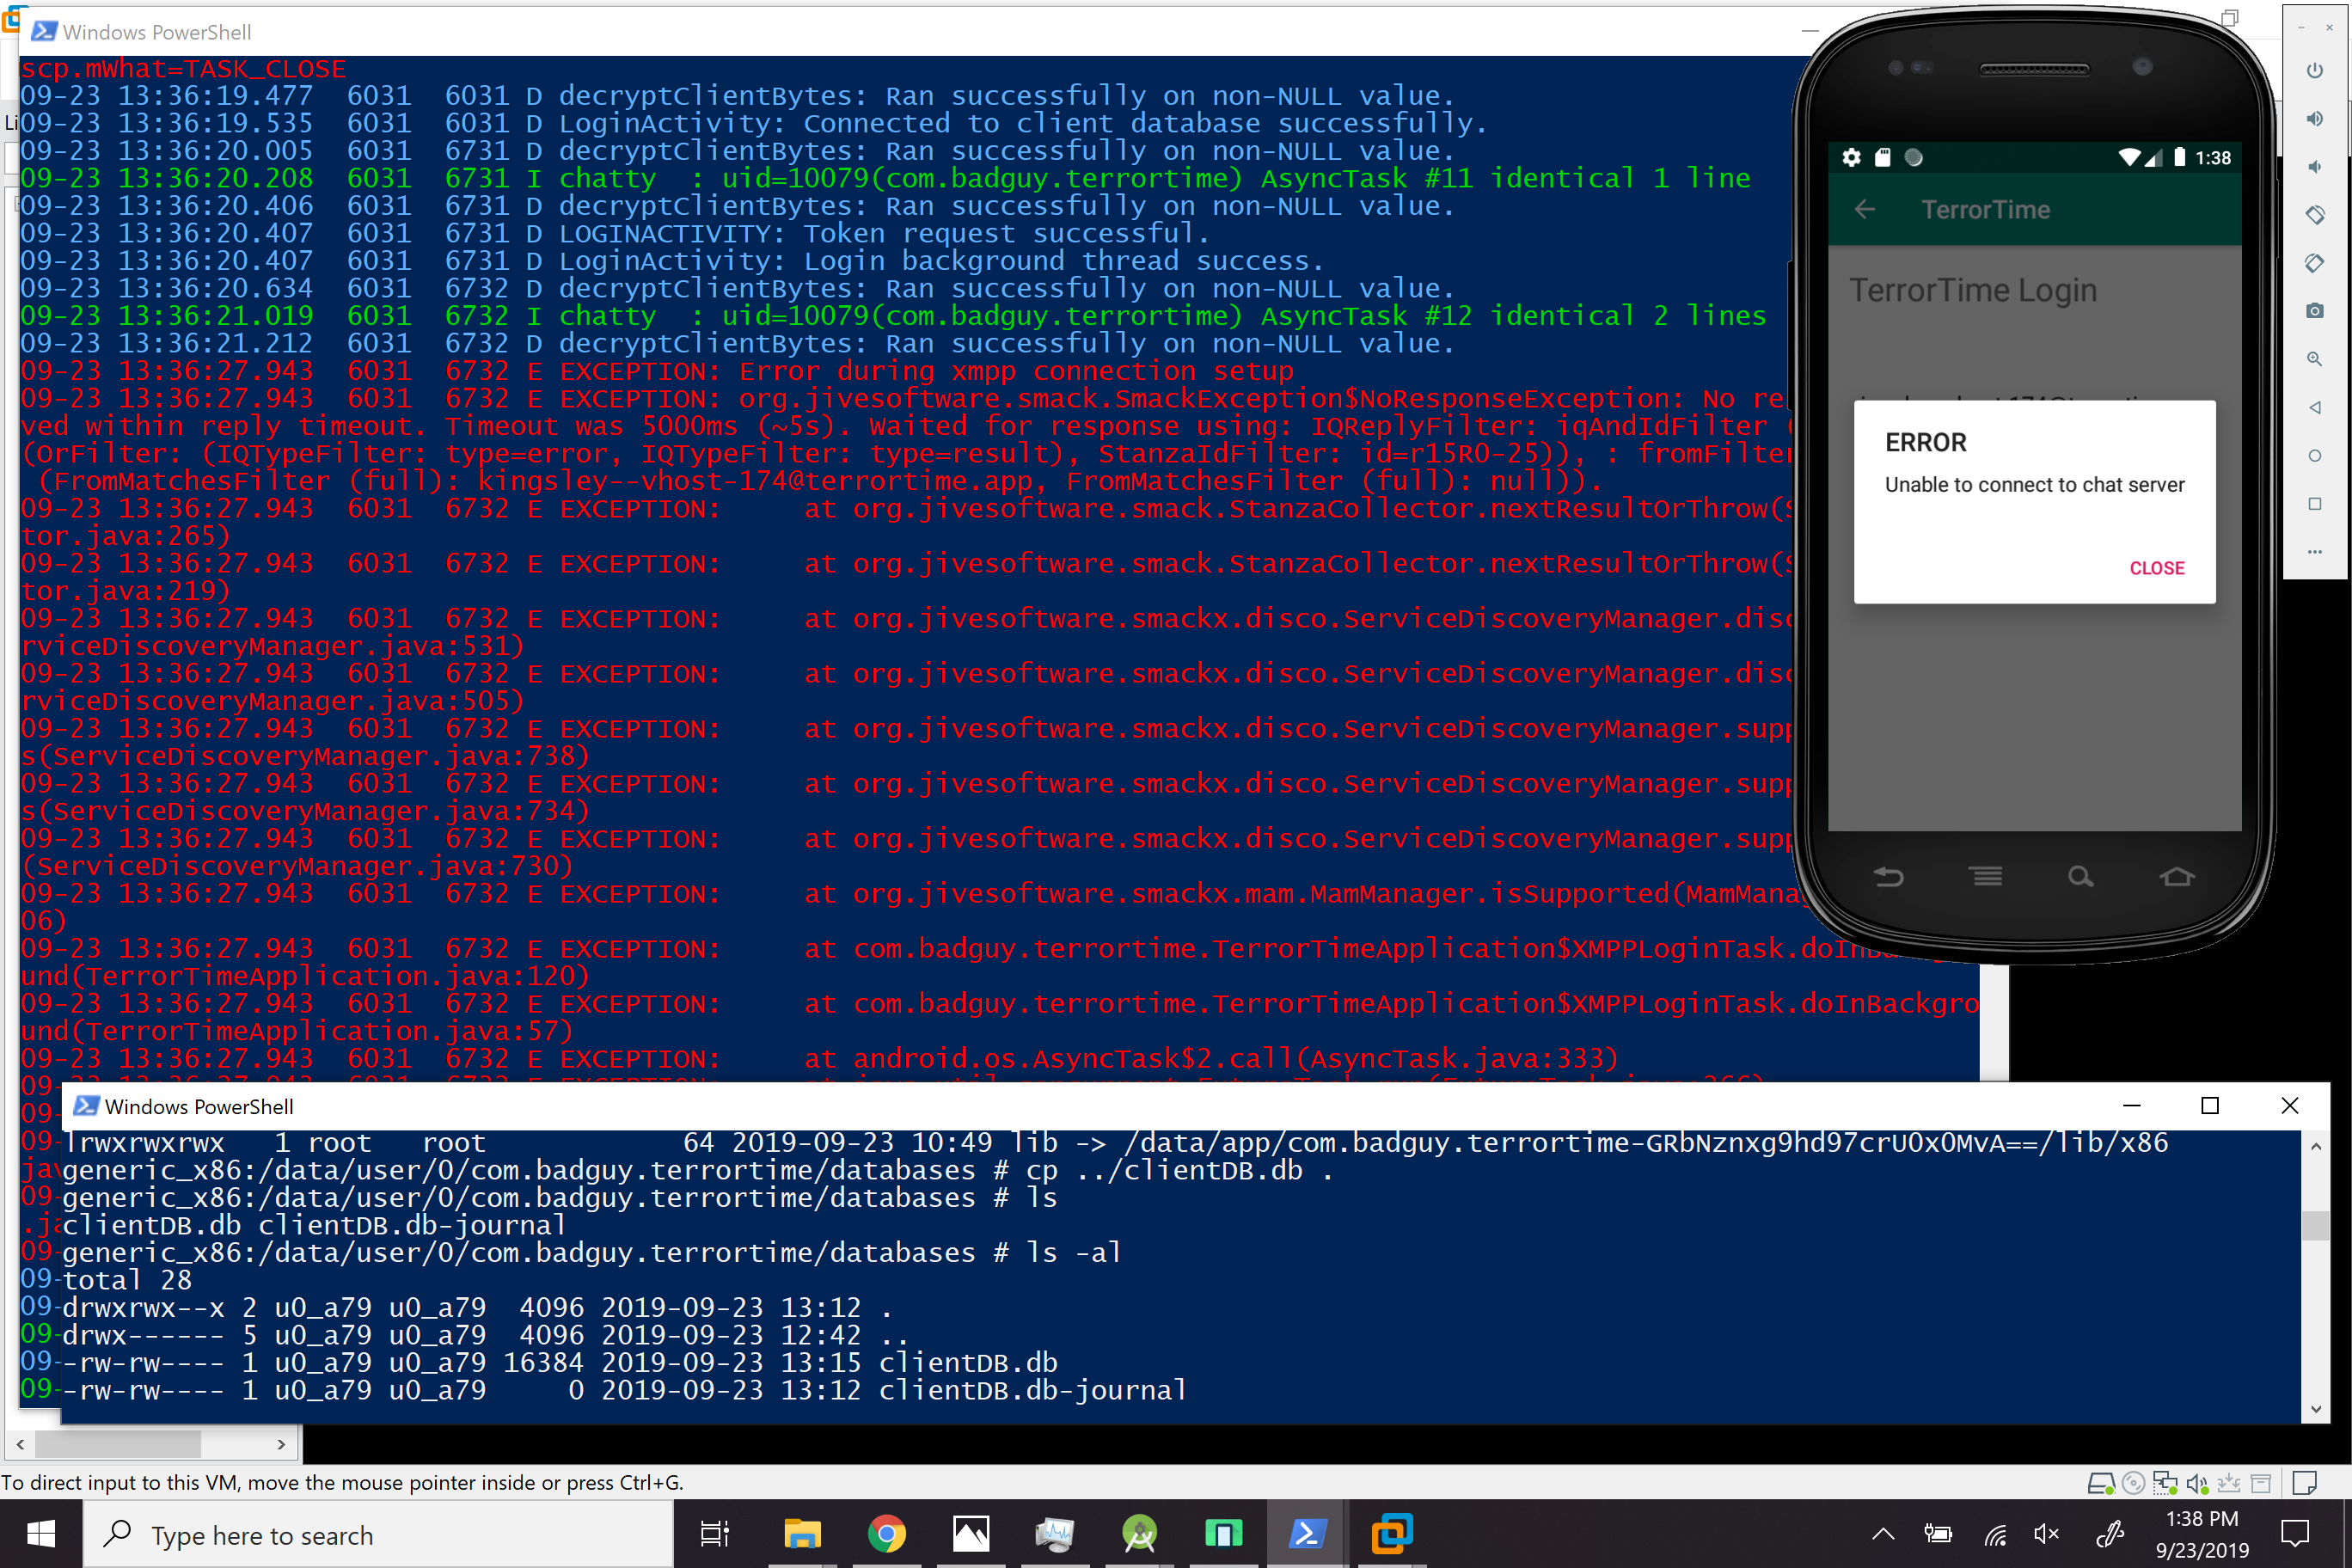 Windows PowerShell
scp.mWhat=TASK_CLOSE
09-23 13:36:19.477  6031  6031 D decryptClientBytes: Ran successfully on non-NULL value.
09-23 13:36:19.535  6031  6031 D LoginActivity: Connected to client database successfully.
09-23 13:36:20.005  6031  6731 D decryptClientBytes: Ran successfully on non-NULL value.
09-23 13:36:20.208  6031  6731 I chatty  : uid=10079(com.badguy.terrortime) AsyncTask #11 identical 1 line
09-23 13:36:20.406  6031  6731 D decryptClientBytes: Ran successfully on non-NULL value.
09-23 13:36:20.407  6031  6731 D LOGINACTIVITY: Token request successful.
09-23 13:36:20.407  6031  6731 D LoginActivity: Login background thread success.
09-23 13:36:20.634  6031  6732 D decryptClientBytes: Ran successfully on non-NULL value.
09-23 13:36:21.019  6031  6732 I chatty  : uid=10079(com.badguy.terrortime) AsyncTask #12 identical 2 lines
09-23 13:36:21.212  6031  6732 D decryptClientBytes: Ran successfully on non-NULL value.
09-23 13:36:27.943  6031  6732 E EXCEPTION: Error during xmpp connection setup
09-23 13:36:27.943  6031  6732 E EXCEPTION: org.jivesoftware.smack.SmackException$NoResponseException: No re
ved within reply timeout. Timeout was 5000ms (~5s). Waited for response using: IQReplyFilter: iqAndIdFilter
(OrFilter: (IQTypeFilter: type=error, IQTypeFilter: type=result), StanzaIdFilter: id=r15R0-25)), : fromFilter
(FromMatchesFilter (full): kingsley--vhost-174@terrortime.app, FromMatchesFilter (full): null)).
09-23 13:36:27.943  6031  6732 E EXCEPTION:     at org.jivesoftware.smack.StanzaCollector.nextResultOrThrow(
tor.java:265)
09-23 13:36:27.943  6031  6732 E EXCEPTION:     at org.jivesoftware.smack.StanzaCollector.nextResultOrThrow(
tor.java:219)
09-23 13:36:27.943  6031  6732 E EXCEPTION:     at org.jivesoftware.smackx.disco.ServiceDiscoveryManager.disc
rviceDiscoveryManager.java:531)
09-23 13:36:27.943  6031  6732 E EXCEPTION:     at org.jivesoftware.smackx.disco.ServiceDiscoveryManager.disc
rviceDiscoveryManager.java:505)
09-23 13:36:27.943  6031  6732 E EXCEPTION:     at org.jivesoftware.smackx.disco.ServiceDiscoveryManager.supp
s(ServiceDiscoveryManager.java:738)
09-23 13:36:27.943  6031  6732 E EXCEPTION:     at org.jivesoftware.smackx.disco.ServiceDiscoveryManager.supp
s(ServiceDiscoveryManager.java:734)
09-23 13:36:27.943  6031  6732 E EXCEPTION:     at org.jivesoftware.smackx.disco.ServiceDiscoveryManager.supp
(ServiceDiscoveryManager.java:730)
09-23 13:36:27.943  6031  6732 E EXCEPTION:     at org.jivesoftware.smackx.mam.MamManager.isSupported(MamManag
06)
09-23 13:36:27.943  6031  6732 E EXCEPTION:     at com.badguy.terrortime.TerrorTimeApplication$XMPPLoginTask.
und(TerrorTimeApplication.java:120)
09-23 13:36:27.943  6031  6732 E EXCEPTION:     at com.badguy.terrortime.TerrorTimeApplication$XMPPLoginTask.doInBackgro
und(TerrorTimeApplication.java:57)
09-23 13:36:27.943  6031  6732 E EXCEPTION:     at android.os.AsyncTask$2.call(AsyncTask.java:333)
1:38
TerrorTime
TerrorTime Login
ERROR
Unable to connect to chat server
CLOSE
Windows PowerShell
lrwxrwxrwx   1 root   root            64 2019-09-23 10:49 lib -> /data/app/com.badguy.terrortime-GRbNznxg9hd97crU0x0MvA==/lib/x86
generic_x86:/data/user/0/com.badguy.terrortime/databases # cp ../clientDB.db .
generic_x86:/data/user/0/com.badguy.terrortime/databases # ls
clientDB.db clientDB.db-journal
generic_x86:/data/user/0/com.badguy.terrortime/databases # ls -al
total 28
drwxrwx--x 2 u0_a79 u0_a79  4096 2019-09-23 13:12 .
drwx------ 5 u0_a79 u0_a79  4096 2019-09-23 12:42 ..
-rw-rw---- 1 u0_a79 u0_a79 16384 2019-09-23 13:15 clientDB.db
-rw-rw---- 1 u0_a79 u0_a79     0 2019-09-23 13:12 clientDB.db-journal
To direct input to this VM, move the mouse pointer inside or press Ctrl+G.
Type here to search
1:38 PM
9/23/2019